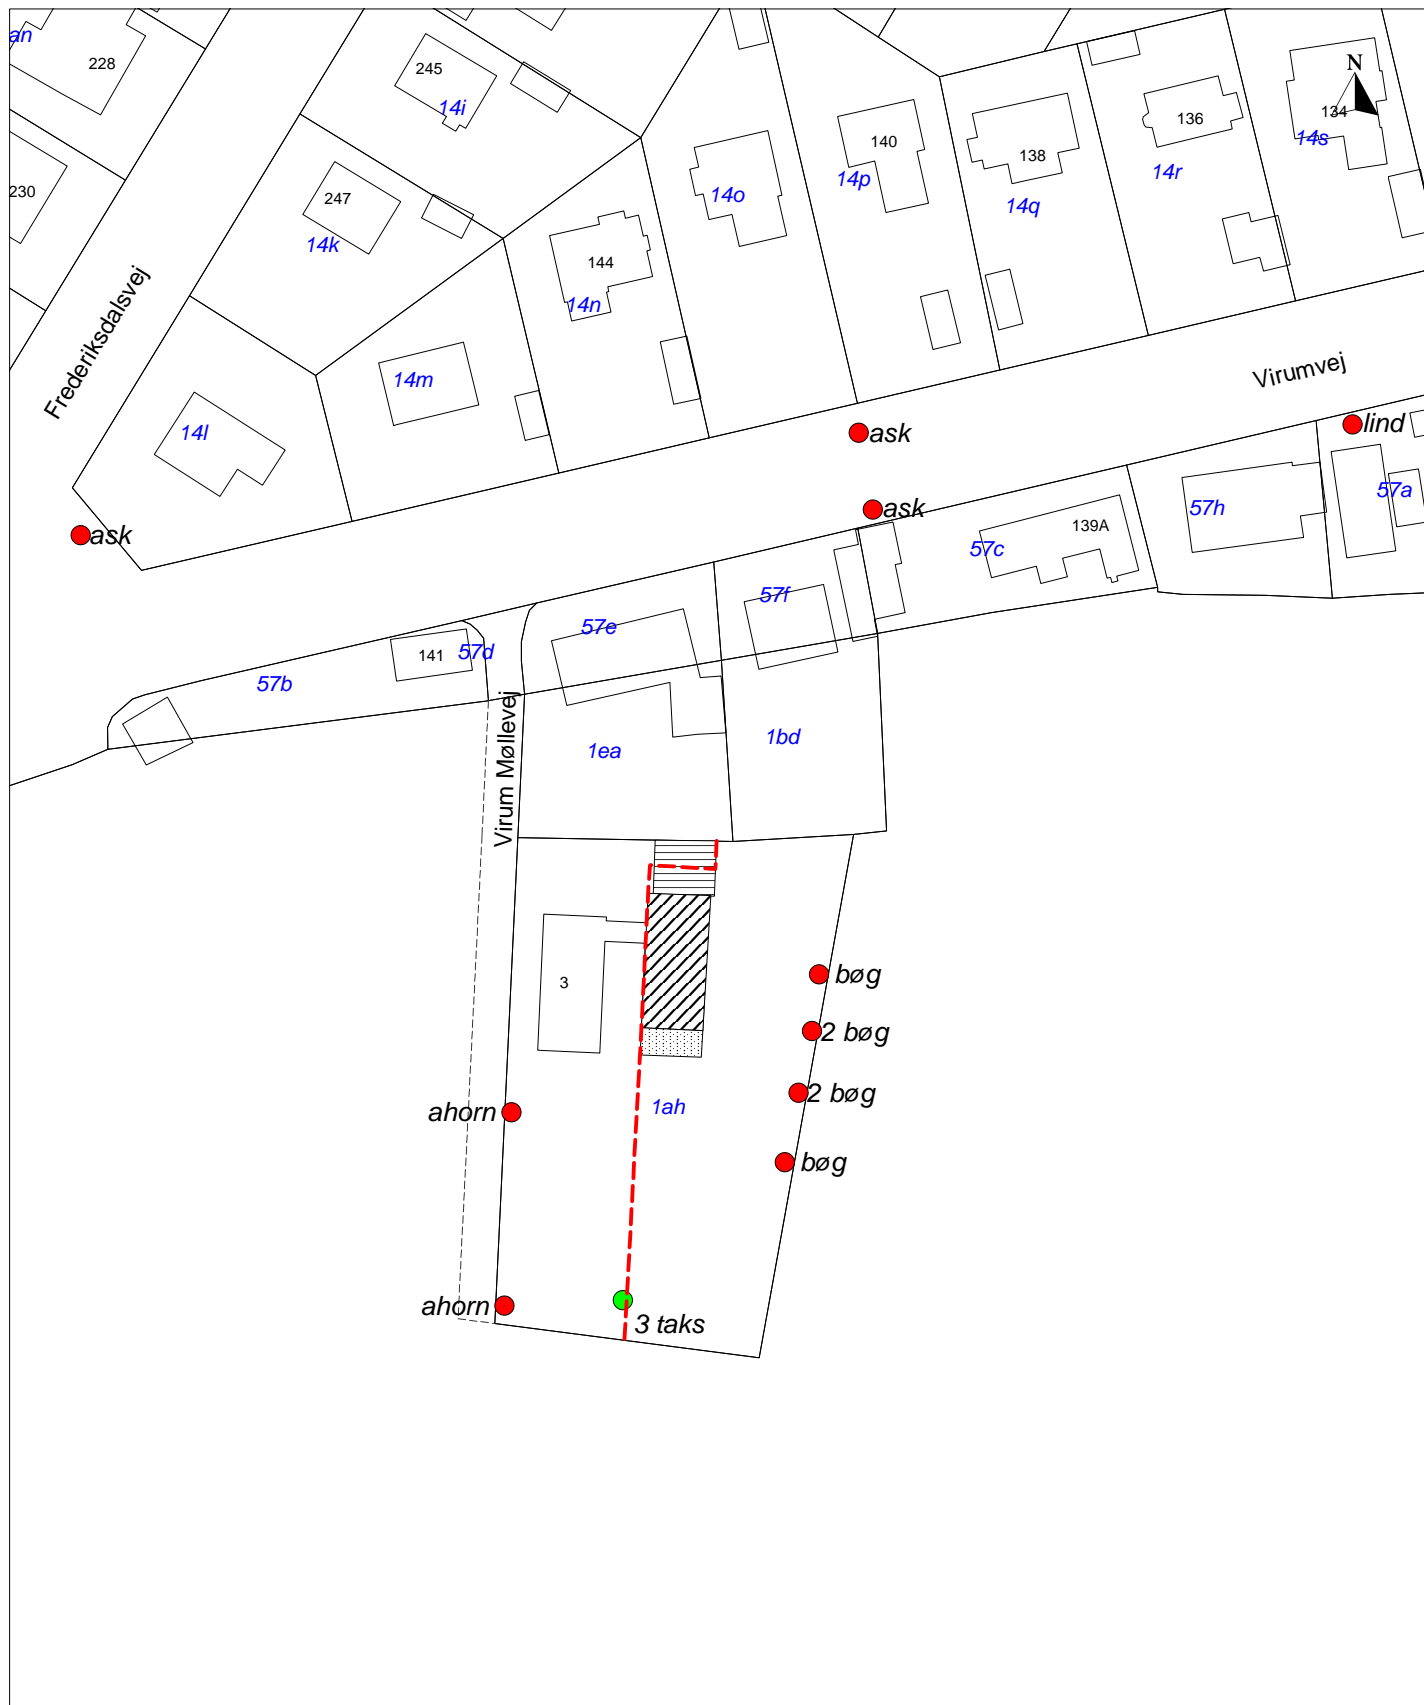 an
228
245
14i
N
134
14s
136
14r
140
14p
138
14q
14o
230
247
14k
144
14n
Frederiksdalsvej
14m
14l
Virumvej
ask
lind
57a
57h
ask
139A
57c
ask
57f
57e
141
57d
57b
Virum Møllevej
1ea
1bd
3
bøg
2 bøg
2 bøg
1ah
ahorn
bøg
ahorn
3 taks